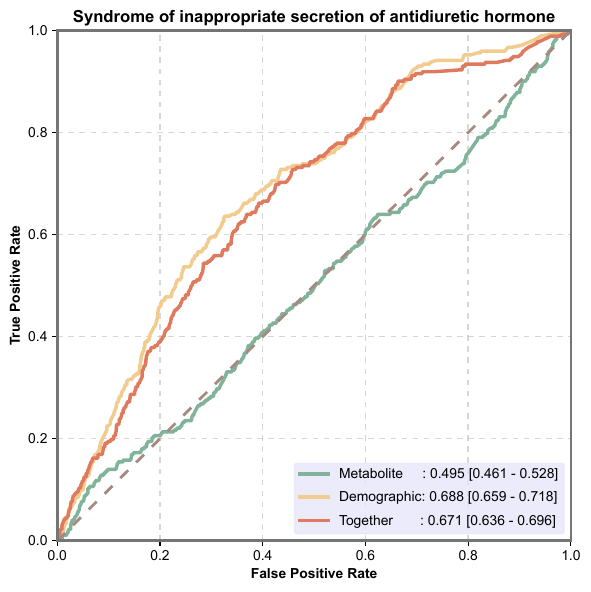 Syndrome of inappropriate secretion of antidiuretic hormone
True Positive Rate
1.0
0.8
0.6
0.4
0.2
0.0
Metabolite : 0.495 [0.461 - 0.528]
Demographic: 0.688 [0.659 - 0.718]
Together : 0.671 [0.636 - 0.696]
0.0 0.2 0.4 0.6 0.8 1.0
False Positive Rate